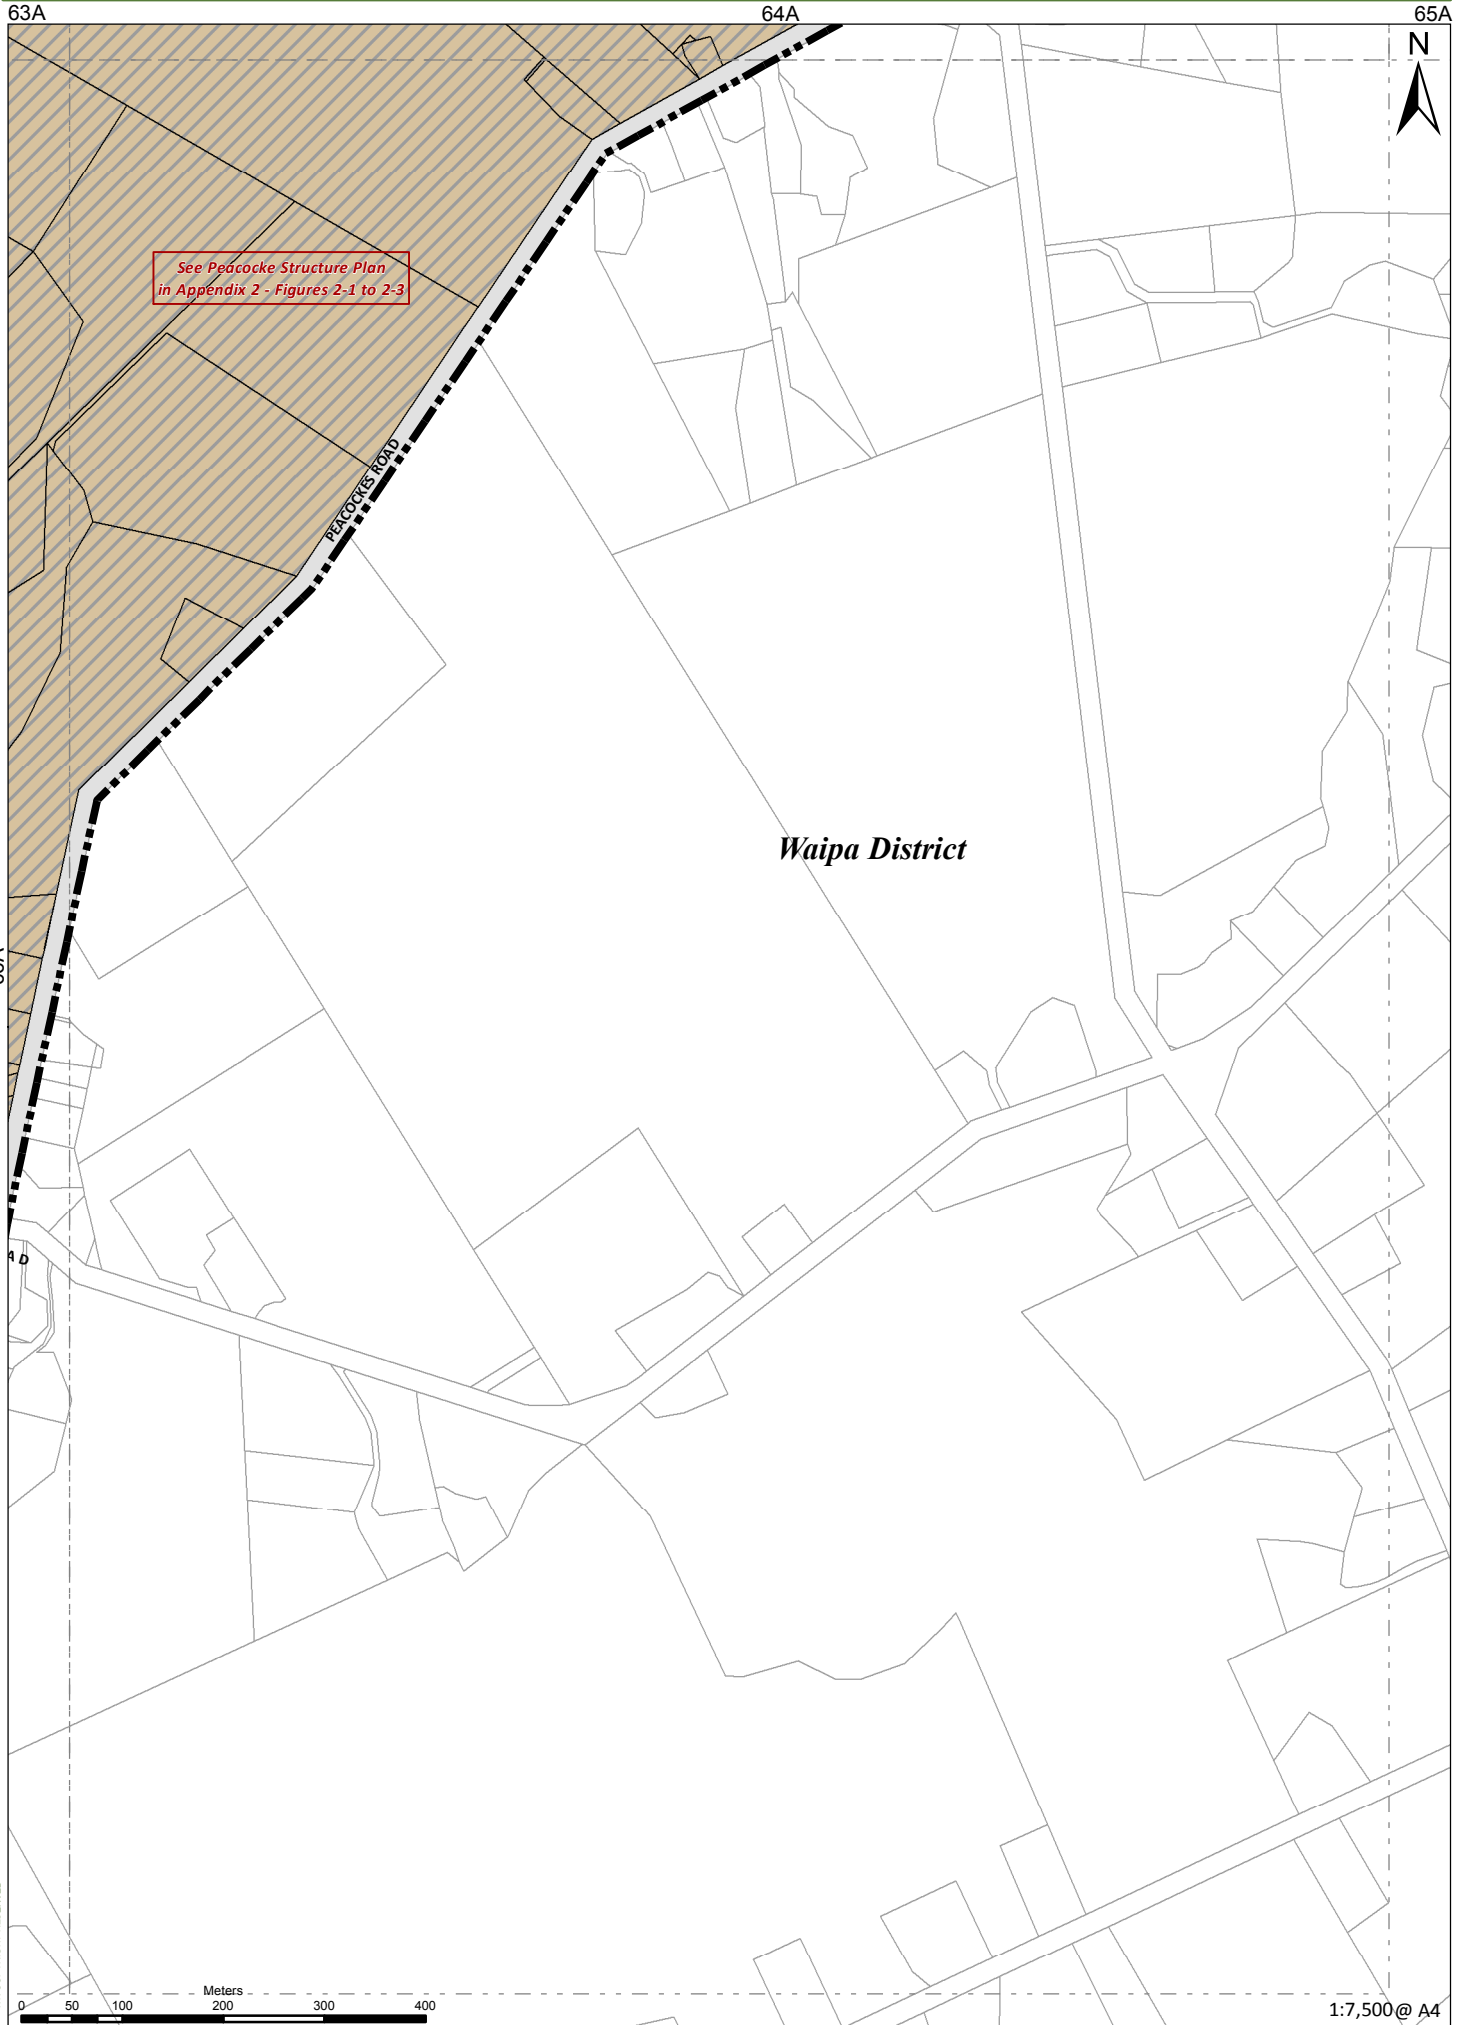 63A
64A
65A
N
See Peacocke Structure Plan
in Appendix 2 - Figures 2-1 to 2-3
PEACOCKES ROAD
Waipa District
A D
Meters
0 50 100 200 300 400
1:7,500@ A4